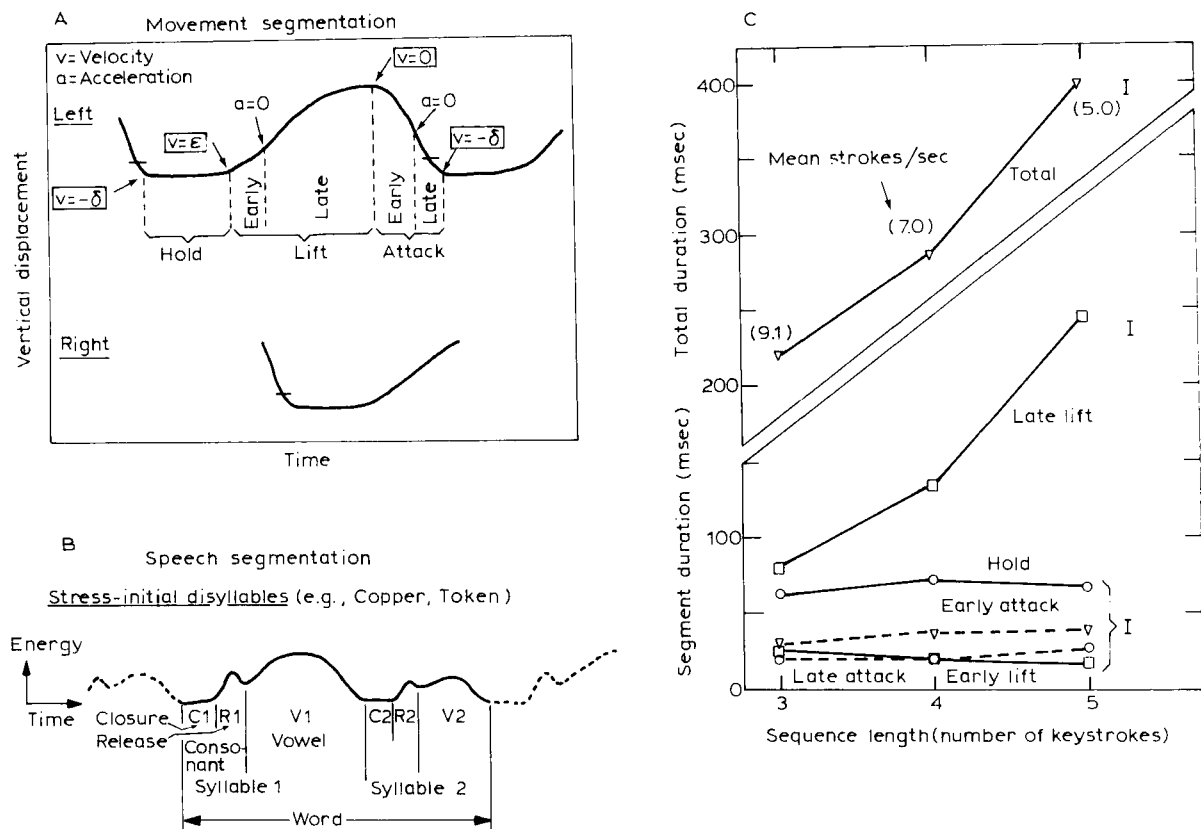 A
Movement segmentation
v=Velocity
a=Acceleration
v=0
Left
a=0
a=0
v=ε
v=-δ
v=-δ
Early
Late
Early
Late
Hold
Lift
Attack
Vertical displacement
Right
Time
B
Speech segmentation
Stress-initial disyllables (e.g., Copper, Token)
Energy
Time
Closure
Release
C1
R1
V1
C2
R2
V2
Vowel
Conso-
nant
Syllable 1
Syllable 2
Word
C
400
300
200
100
0
Total duration (msec)
Segment duration (msec)
Mean strokes/sec
(5.0)
(7.0)
(9.1)
Total
I
Late lift
I
Hold
Early attack
I
Late attack
Early lift
3
4
5
Sequence length (number of keystrokes)